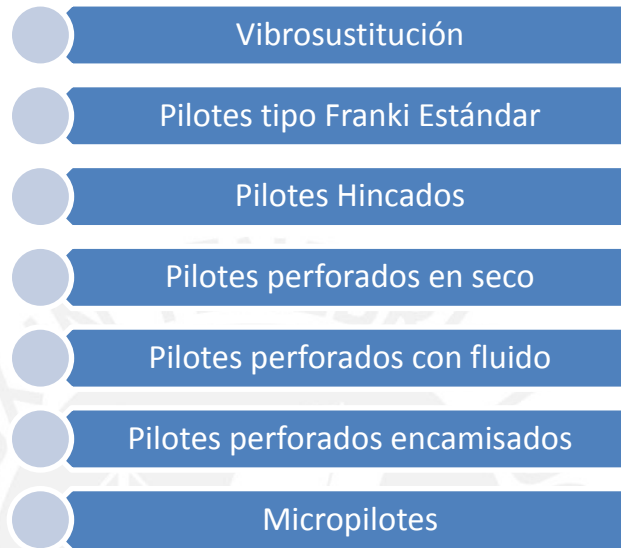 Vibrosustitución
Pilotes tipo Franki Estándar
Pilotes Hincados
Pilotes perforados en seco
Pilotes perforados con fluido
Pilotes perforados encamisados
Micropilotes